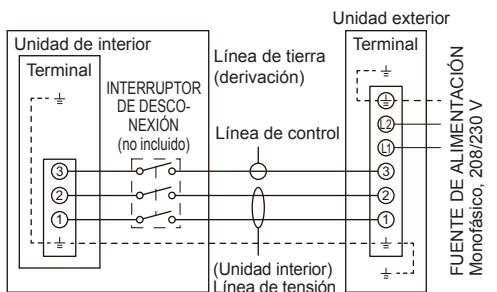 Unidad exterior
Unidad de interior
Terminal
Terminal
Línea de tierra
(derivación)
INTERRUPTOR
DE DESCO-
NEXIÓN
(no incluido)
Línea de control
L2
L1
3
3
2
2
1
1
(Unidad interior)
Línea de tensión
FUENTE DE ALIMENTACIÓN
Monofásico, 208/230 V